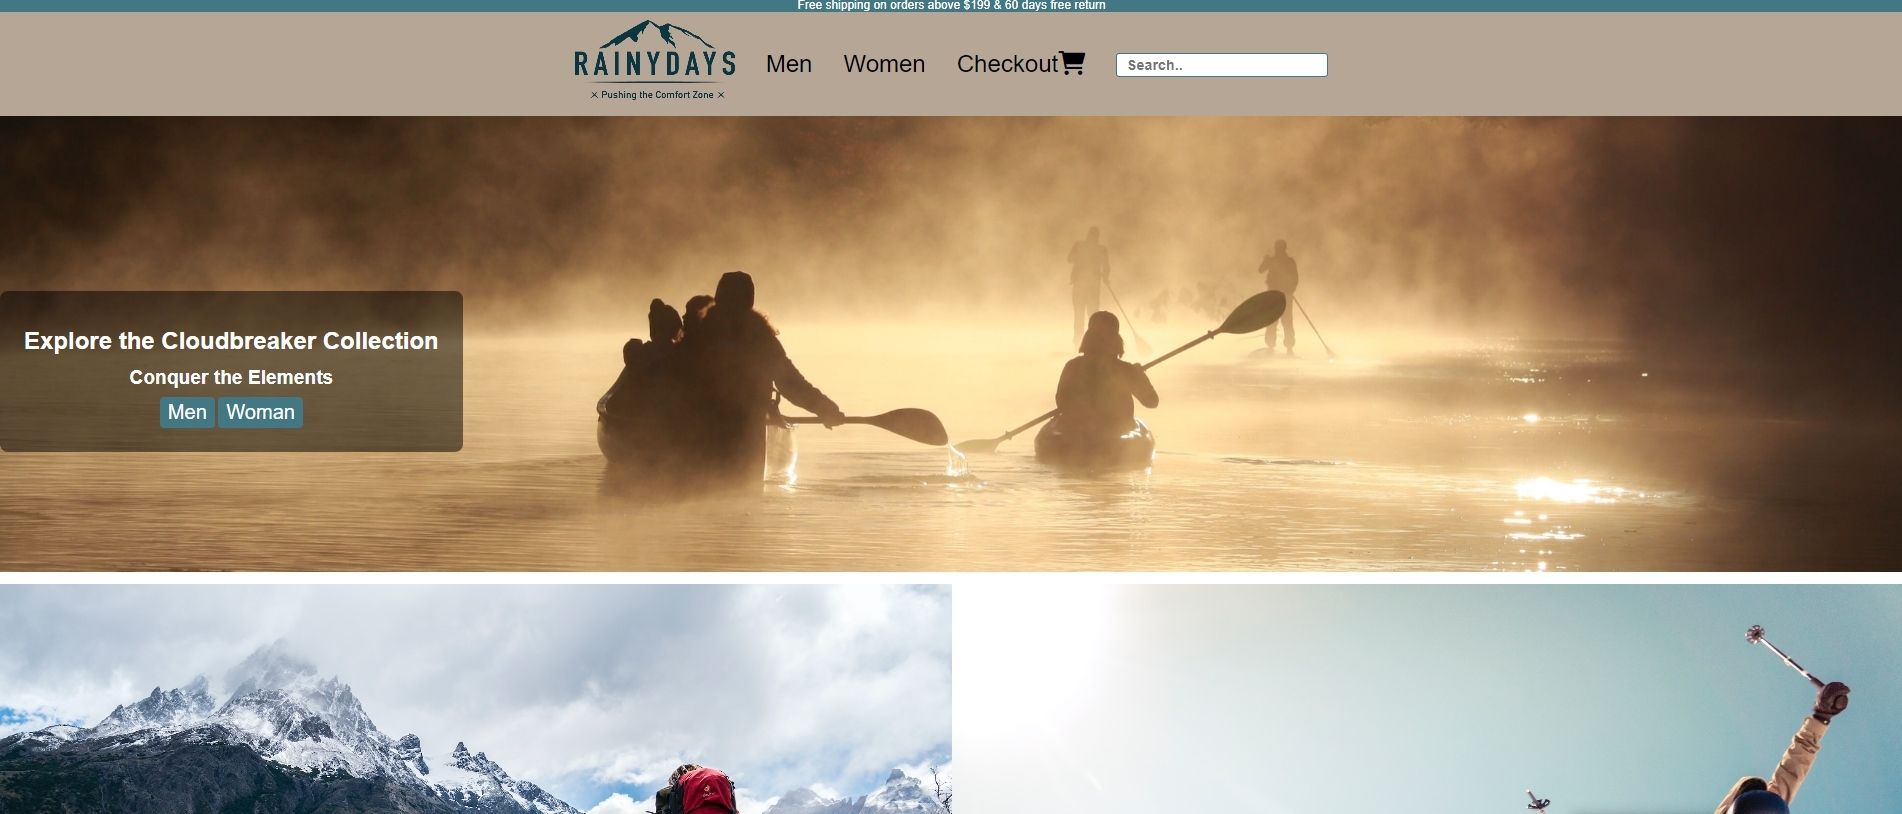 Free shipping on orders above $199 & 60 days free return
RAINYDAYS
Pushing the Comfort Zone
Men Women Checkout
Search..
Explore the Cloudbreaker Collection
Conquer the Elements
Men Woman